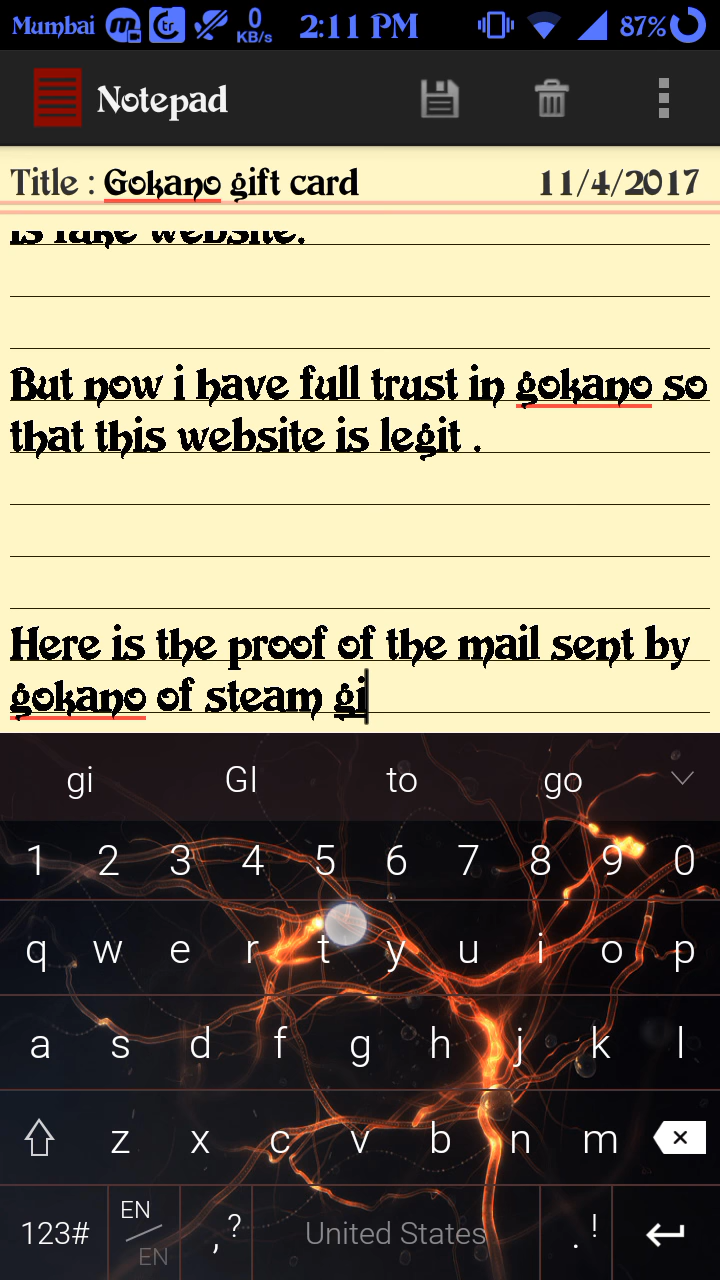 Mumbai 0 KB/s 2:11 PM 87%
Notepad
Title : Gokano gift card 11/4/2017
is fake website.
But now i have full trust in gokano so
that this website is legit .
Here is the proof of the mail sent by
gokano of steam gi
gi GI to go
1 2 3 4 5 6 7 8 9 0
q w e r t y u i o p
a s d f g h j k l
z x c v b n m
123# EN EN , ? United States . !